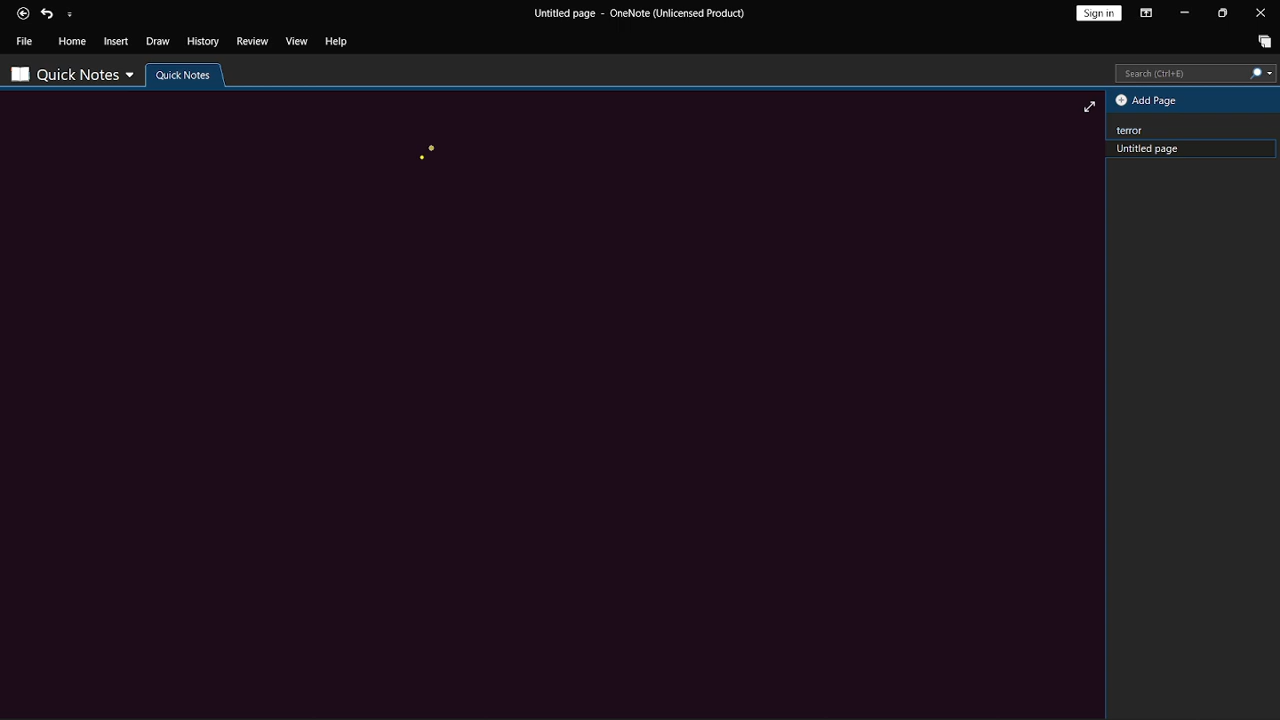 Untitled page - OneNote (Unlicensed Product)
Sign in
File Home Insert Draw History Review View Help
Quick Notes
Quick Notes
Search (Ctrl+E)
Add Page
terror
Untitled page